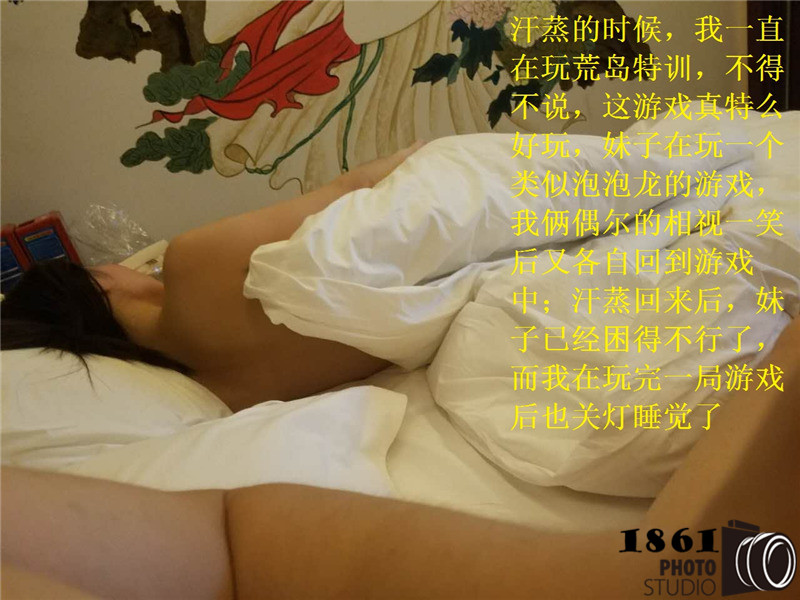 汗蒸的时候，我一直
在玩荒岛特训，不得
不说，这游戏真特么
好玩，妹子在玩一个
类似泡泡龙的游戏，
我俩偶尔的相视一笑
后又各自回到游戏
中；汗蒸回来后，妹
子已经困得不行了，
而我在玩完一局游戏
后也关灯睡觉了
1861
PHOTO
STUDIO